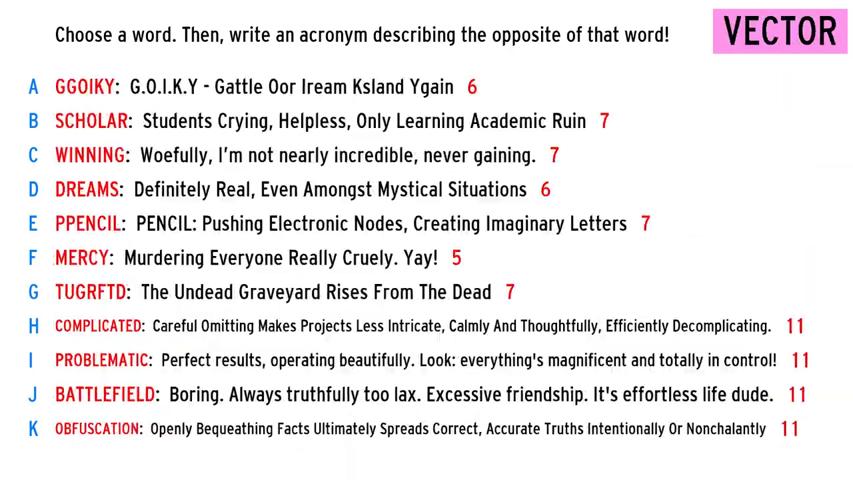 Choose a word. Then, write an acronym describing the opposite of that word!
VECTOR
A GGOIKY: G.O.I.K.Y - Gattle Oor Iream Ksland Ygain 6
B SCHOLAR: Students Crying, Helpless, Only Learning Academic Ruin 7
C WINNING: Woefully, I'm not nearly incredible, never gaining. 7
D DREAMS: Definitely Real, Even Amongst Mystical Situations 6
E PPENCIL: PENCIL: Pushing Electronic Nodes, Creating Imaginary Letters 7
F MERCY: Murdering Everyone Really Cruely. Yay! 5
G TUGRFTD: The Undead Graveyard Rises From The Dead 7
H COMPLICATED: Careful Omitting Makes Projects Less Intricate, Calmly And Thoughtfully, Efficiently Decomplicating. 11
I PROBLEMATIC: Perfect results, operating beautifully. Look: everything's magnificent and totally in control! 11
J BATTLEFIELD: Boring. Always truthfully too lax. Excessive friendship. It's effortless life dude. 11
K OBFUSCATION: Openly Bequeathing Facts Ultimately Spreads Correct, Accurate Truths Intentionally Or Nonchalantly 11